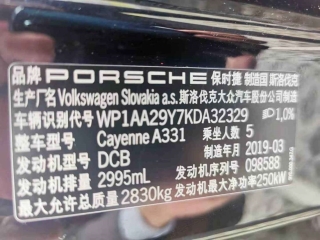 品牌 PORSCHE 保时捷 制造国 斯洛伐克
生产厂名 Volkswagen Slovakia a.s. 斯洛伐克大众汽车股份公司制造
车辆识别代号 WP1AA29Y7KDA32329 1,0%
整车型号 Cayenne A331 乘坐人数 5
发动机型号 DCB 制造年月 2019-03
发动机排量 2995mL 发动机序号 098588
最大允许总质量 2830kg 发动机最大净功率 250kW